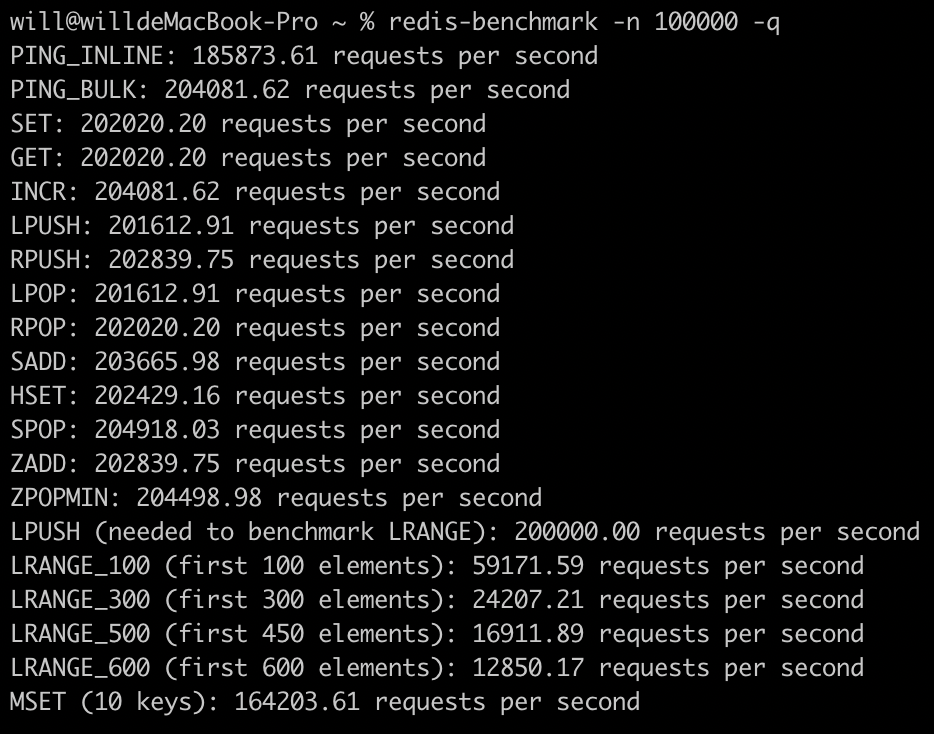 will@willdeMacBook-Pro ~ % redis-benchmark -n 100000 -q
PING_INLINE: 185873.61 requests per second
PING_BULK: 204081.62 requests per second
SET: 202020.20 requests per second
GET: 202020.20 requests per second
INCR: 204081.62 requests per second
LPUSH: 201612.91 requests per second
RPUSH: 202839.75 requests per second
LPOP: 201612.91 requests per second
RPOP: 202020.20 requests per second
SADD: 203665.98 requests per second
HSET: 202429.16 requests per second
SPOP: 204918.03 requests per second
ZADD: 202839.75 requests per second
ZPOPMIN: 204498.98 requests per second
LPUSH (needed to benchmark LRANGE): 200000.00 requests per second
LRANGE_100 (first 100 elements): 59171.59 requests per second
LRANGE_300 (first 300 elements): 24207.21 requests per second
LRANGE_500 (first 450 elements): 16911.89 requests per second
LRANGE_600 (first 600 elements): 12850.17 requests per second
MSET (10 keys): 164203.61 requests per second